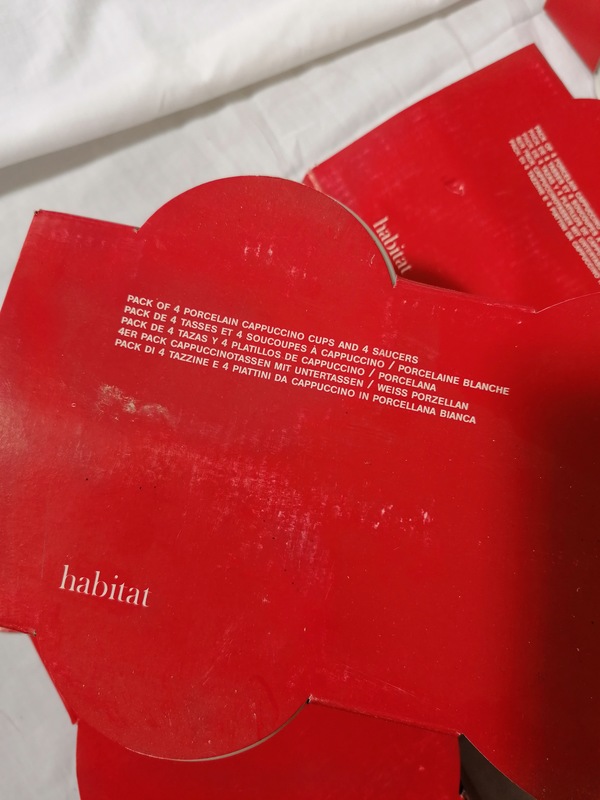 PACK OF 4 PORCELAIN CAPPUCCINO CUPS AND 4 SAUCERS
PACK DE 4 TASSES ET 4 SOUCOUPES À CAPPUCCINO / PORCELAINE BLANCHE
PACK DE 4 TAZAS Y 4 PLATILLOS DE CAPPUCCINO / PORCELANA
4ER PACK CAPPUCCINOTASSEN MIT UNTERTASSEN / WEISS PORZELLAN
PACK DI 4 TAZZINE E 4 PIATTINI DA CAPPUCCINO IN PORCELLANA BIANCA
habitat
habitat